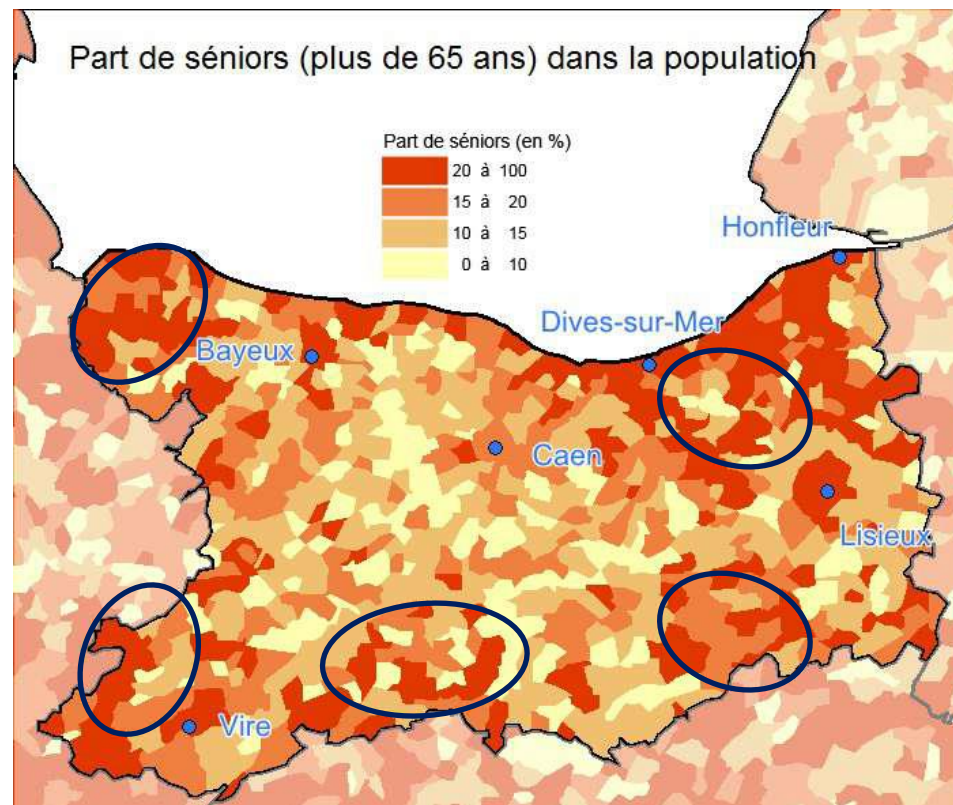 Part de séniors (plus de 65 ans) dans la population
Part de séniors (en %)
20 à 100
15 à 20
10 à 15
0 à 10
Honfleur
Dives-sur-Mer
Bayeux
Caen
Lisieux
Vire